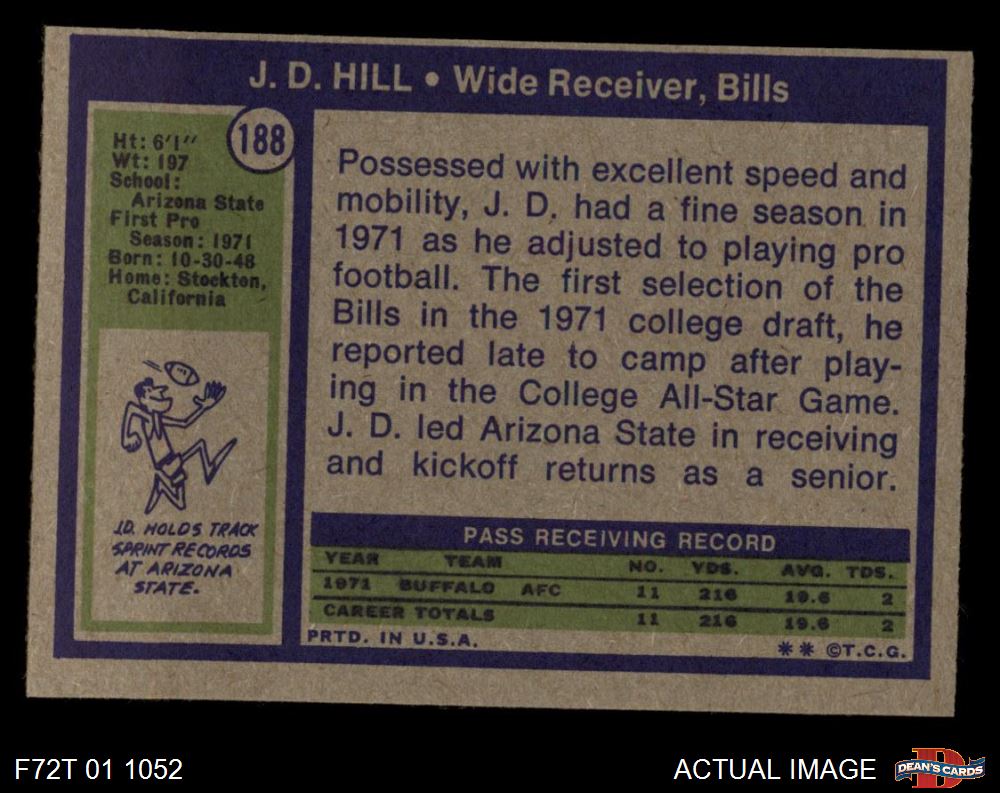 J. D. HILL • Wide Receiver, Bills
188
Ht: 6'1"
Wt: 197
School:
Arizona State
First Pro
Season: 1971
Born: 10-30-48
Home: Stockton,
California
J.D. HOLDS TRACK
SPRINT RECORDS
AT ARIZONA
STATE.
Possessed with excellent speed and
mobility, J. D. had a fine season in
1971 as he adjusted to playing pro
football. The first selection of the
Bills in the 1971 college draft, he
reported late to camp after play-
ing in the College All-Star Game.
J. D. led Arizona State in receiving
and kickoff returns as a senior.
PASS RECEIVING RECORD
YEAR TEAM NO. YDS. AVG. TDS.
1971 BUFFALO AFC 11 216 19.6 2
CAREER TOTALS 11 216 19.6 2
PRTD. IN U.S.A. ** ©T.C.G.
F72T 01 1052 ACTUAL IMAGE DEAN'S CARDS